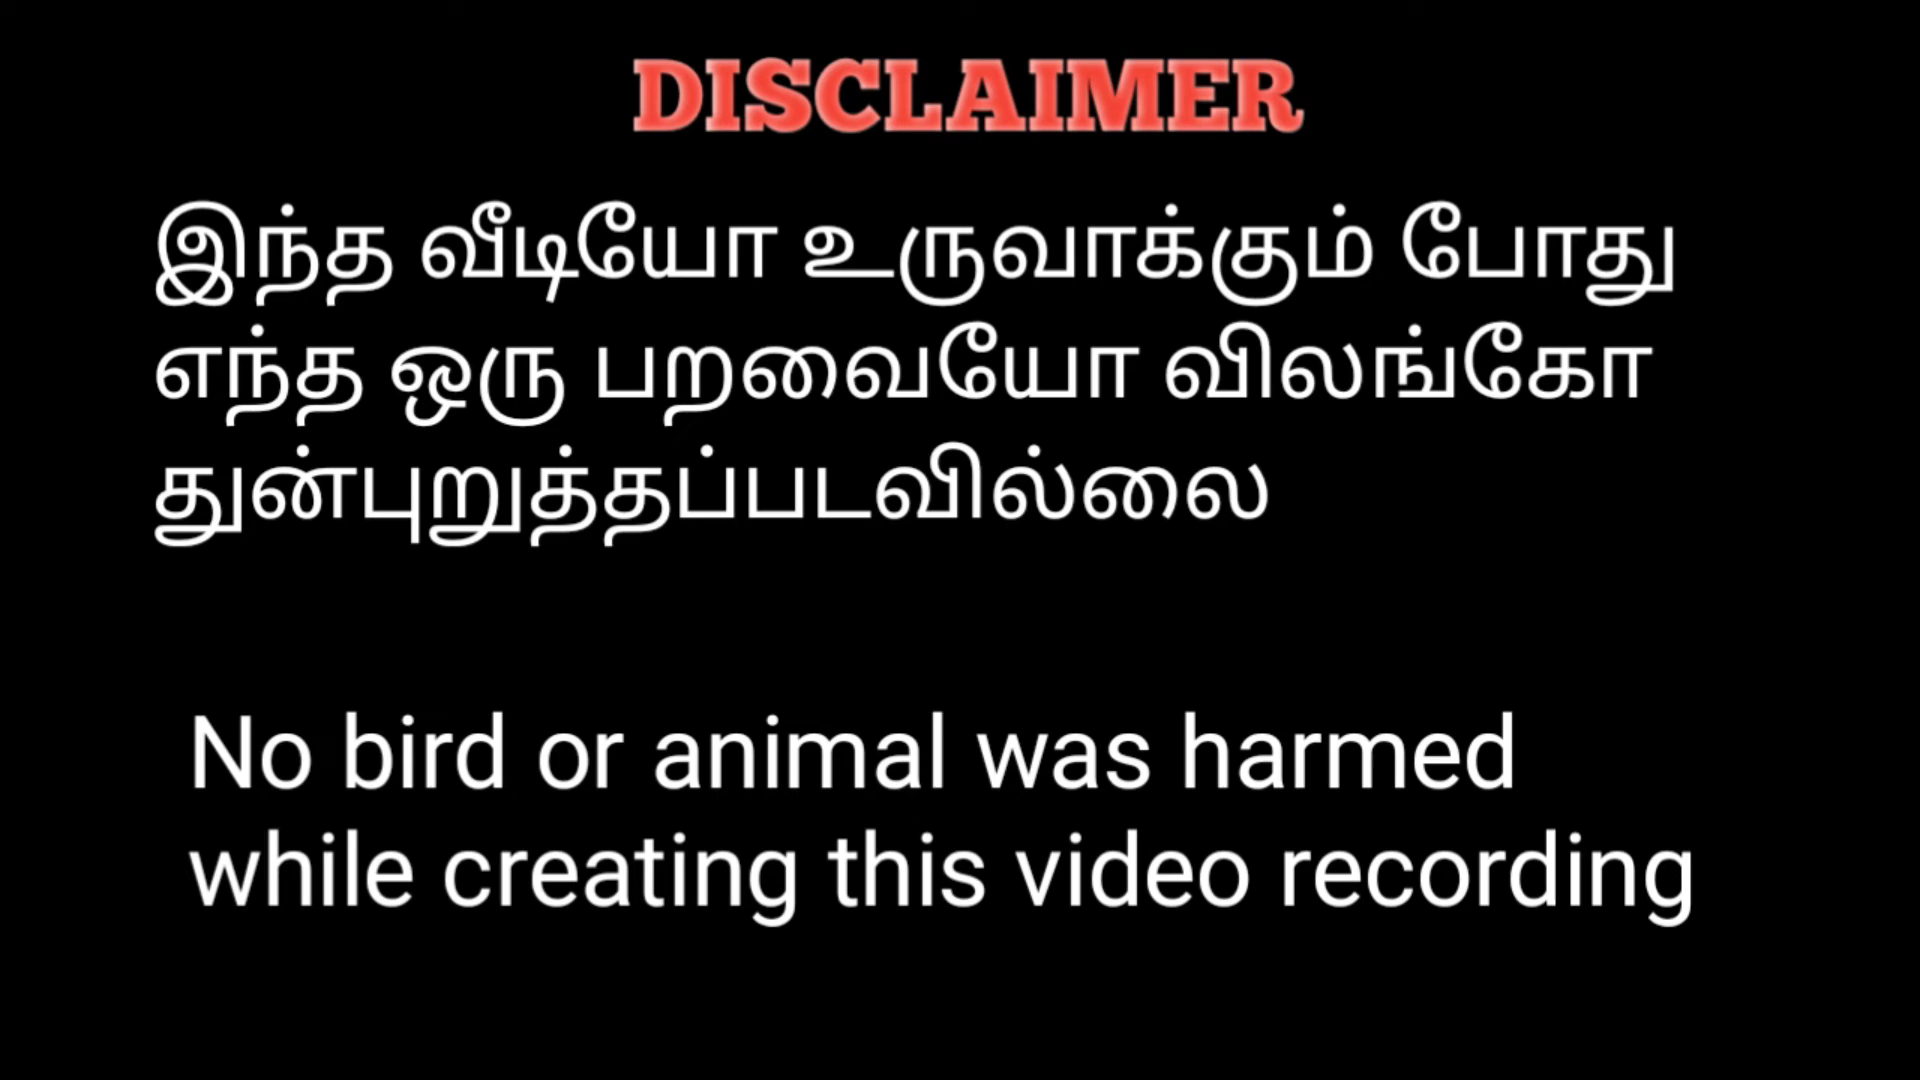 DISCLAIMER
இந்த வீடியோ உருவாக்கும் போது
எந்த ஒரு பறவையோ விலங்கோ
துன்புறுத்தப்படவில்லை
No bird or animal was harmed
while creating this video recording